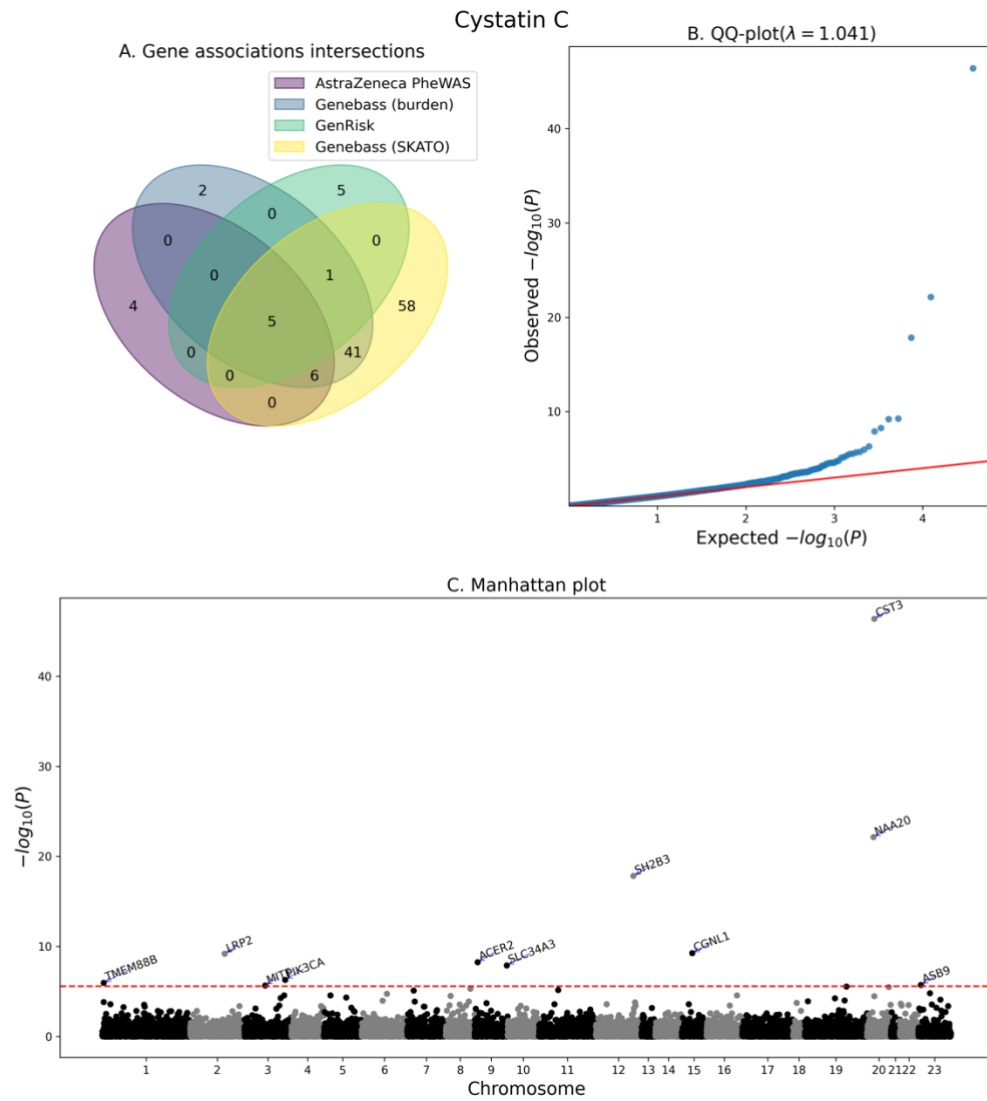 Cystatin C
A. Gene associations intersections
AstraZeneca PheWAS
Genebass (burden)
GenRisk
Genebass (SKATO)
2
5
0
0
0
0
1
4
58
5
0
41
0
6
0
B. QQ-plot(λ = 1.041)
Observed −log₁₀(P)
40
30
20
10
1
2
3
4
Expected −log₁₀(P)
C. Manhattan plot
−log₁₀(P)
40
30
20
10
0
CST3
NAA20
SH2B3
LRP2
ACER2
SLC34A3
CGNL1
TMEM88B
PIK3CA
ASB9
1
2
3
4
5
6
7
8
9
10
11
12
13
14
15
16
17
18
19
20
21
22
23
Chromosome